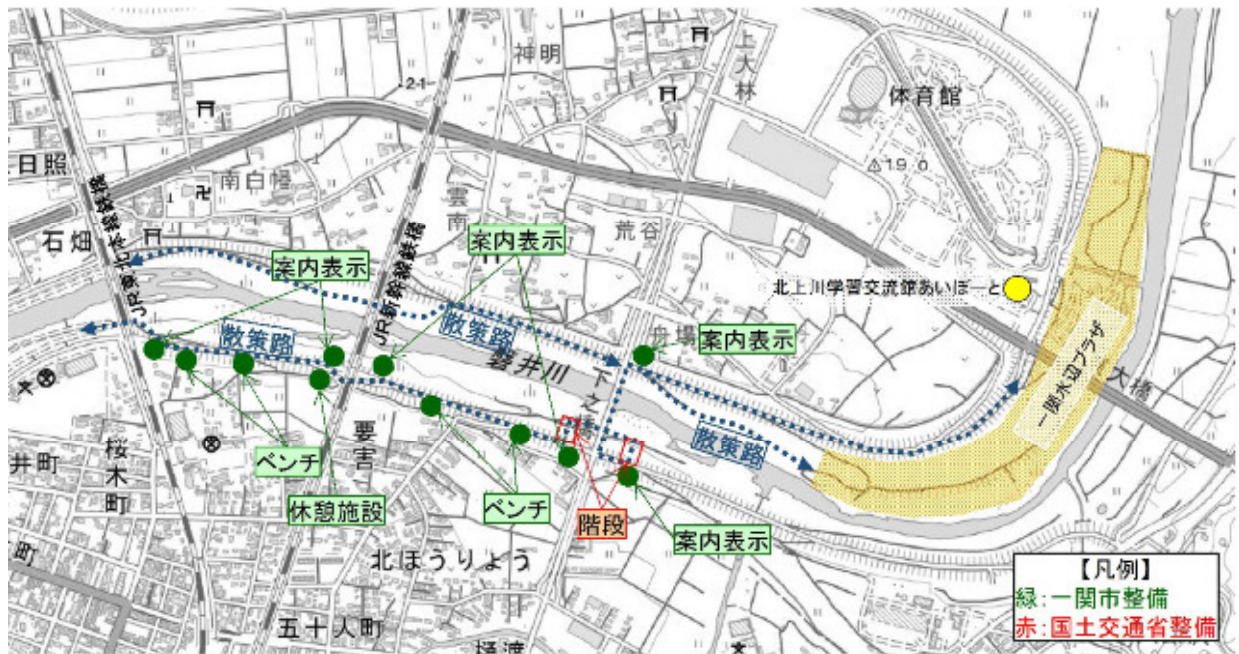 神明
上大林
体育館
・21・
日照
南白幡
△19.0
石畑
JR東北本線鉄橋
JR新幹線鉄橋
雲南
荒谷
案内表示
案内表示
北上川学習交流館あいぽーと
散策路
散策路
案内表示
舟場
磐井川
下之橋
一関水辺プラザ
大橋
散策路
桜木町
井町
ベンチ
要害
休憩施設
ベンチ
階段
案内表示
北ほうりょう
町
五十人町
樋渡
【凡例】
緑:一関市整備
赤:国土交通省整備